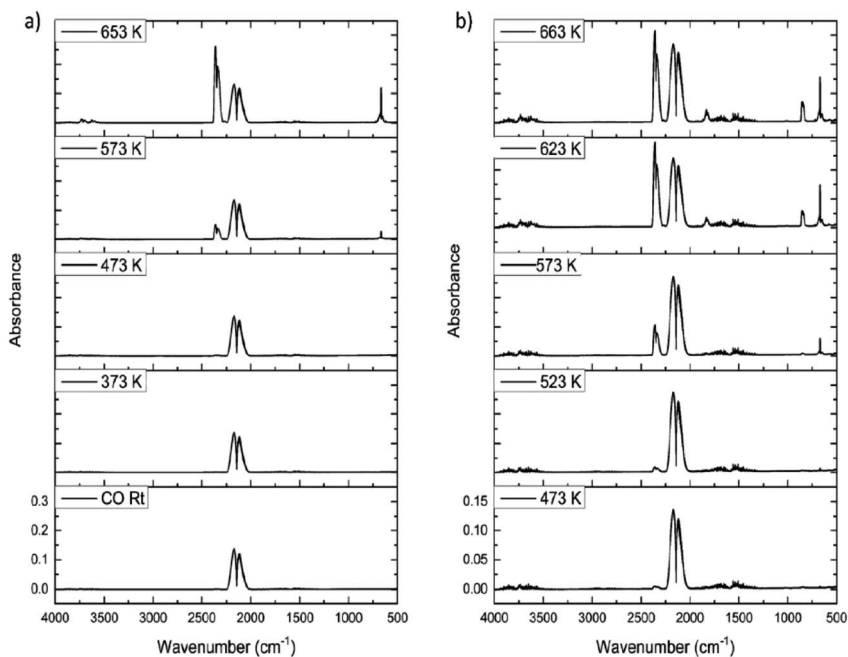 a)
653 K
573 K
473 K
373 K
CO Rt
0.3
0.2
0.1
0.0
4000 3500 3000 2500 2000 1500 1000 500
Wavenumber (cm⁻¹)
Absorbance
b)
663 K
623 K
573 K
523 K
473 K
0.15
0.10
0.05
0.00
4000 3500 3000 2500 2000 1500 1000 500
Wavenumber (cm⁻¹)
Absorbance